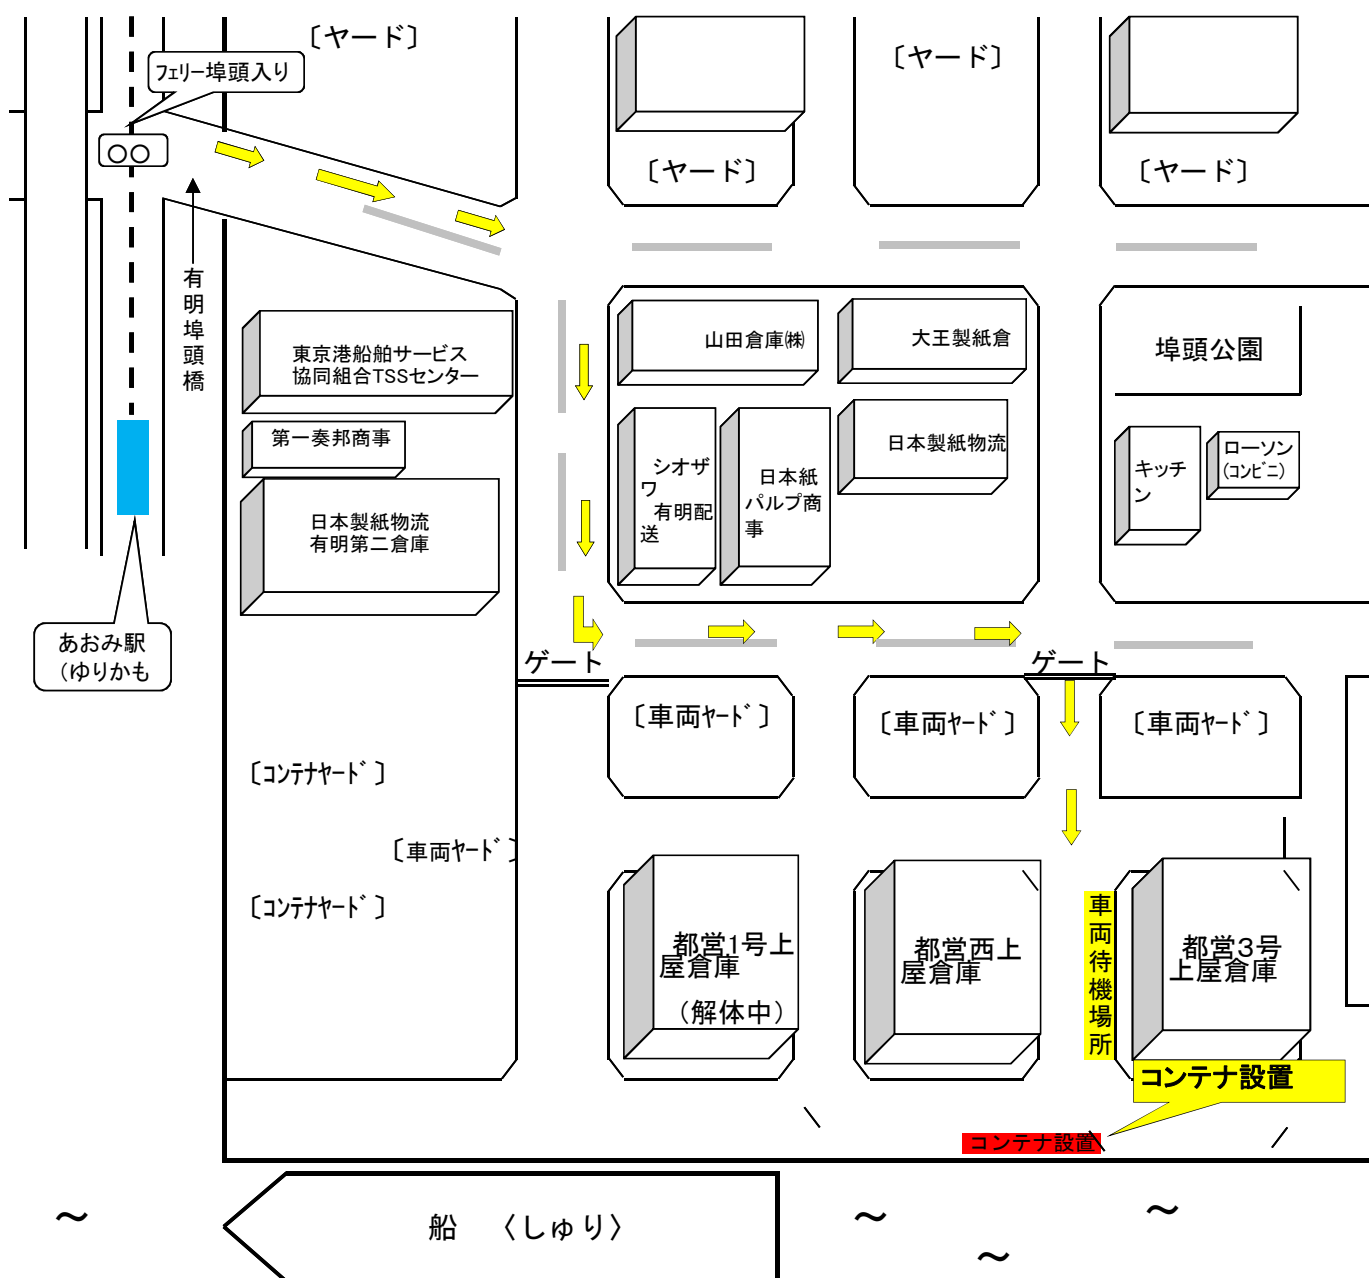 〔ヤード〕
〔ヤード〕
ﾌｪﾘｰ埠頭入り
〔ヤード〕
〔ヤード〕
有明埠頭橋
東京港船舶サービス
協同組合TSSセンター
山田倉庫㈱
大王製紙倉
埠頭公園
第一奏邦商事
日本製紙物流
有明第二倉庫
シオザ
ワ
有明配
送
日本紙
パルプ商
事
日本製紙物流
キッチ
ン
ローソン
(ｺﾝﾋﾞﾆ)
あおみ駅
(ゆりかも
ゲート
ゲート
〔車両ﾔｰﾄﾞ〕
〔車両ﾔｰﾄﾞ〕
〔車両ﾔｰﾄﾞ〕
〔ｺﾝﾃﾅﾔｰﾄﾞ〕
〔車両ﾔｰﾄﾞ〕
〔ｺﾝﾃﾅﾔｰﾄﾞ〕
都営1号上
屋倉庫
（解体中）
都営西上
屋倉庫
車両待機場所
都営3号
上屋倉庫
コンテナ設置
コンテナ設置
船　〈しゅり〉
～
～
～
～